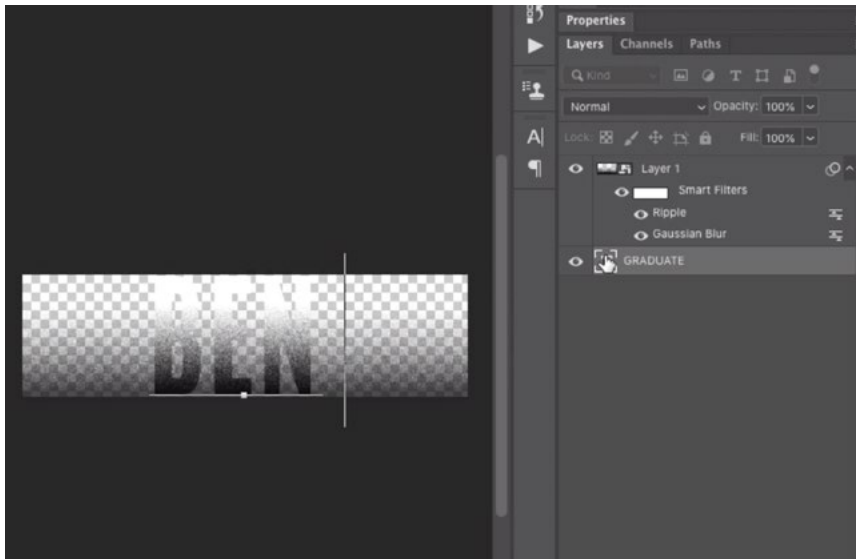 BEN
Properties
Layers Channels Paths
Kind
Normal Opacity: 100%
Lock: Fill: 100%
Layer 1
Smart Filters
Ripple
Gaussian Blur
GRADUATE